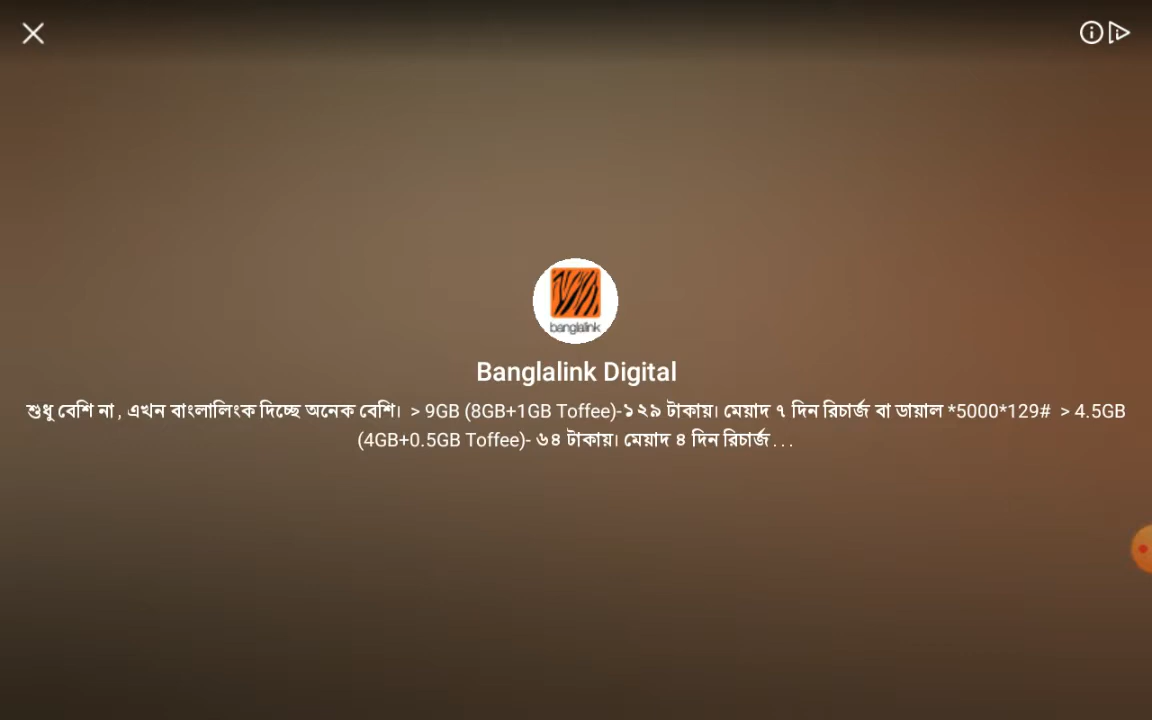 banglalink
Banglalink Digital
শুধু বেশি না, এখন বাংলালিংক দিচ্ছে অনেক বেশি। > 9GB (8GB+1GB Toffee)-১২৯ টাকায়। মেয়াদ ৭ দিন রিচার্জ বা ডায়াল *5000*129# > 4.5GB
(4GB+0.5GB Toffee)- ৬৪ টাকায়। মেয়াদ ৪ দিন রিচার্জ...